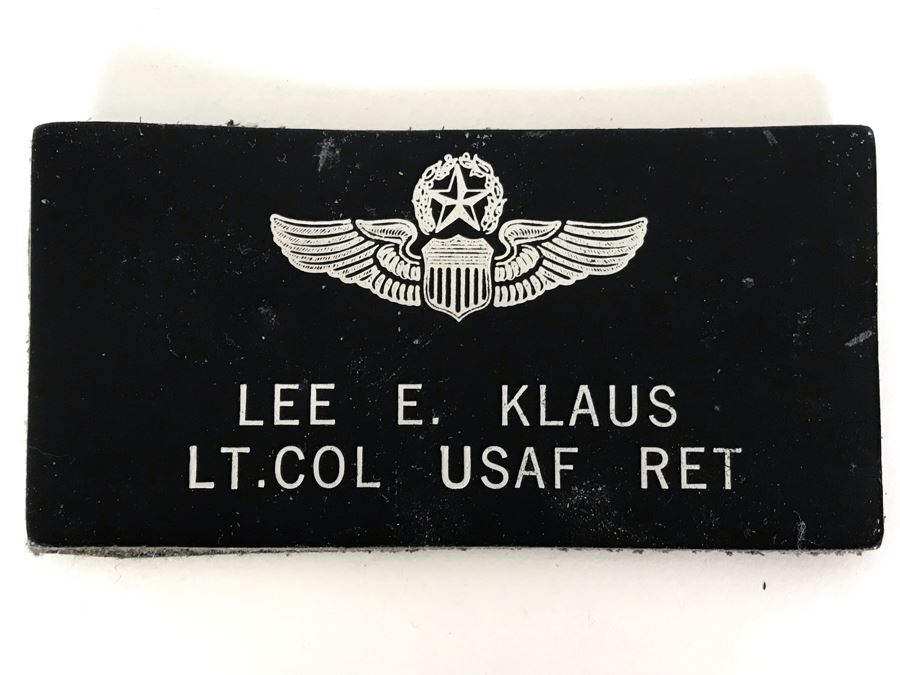 LEE E. KLAUS
LT.COL USAF RET